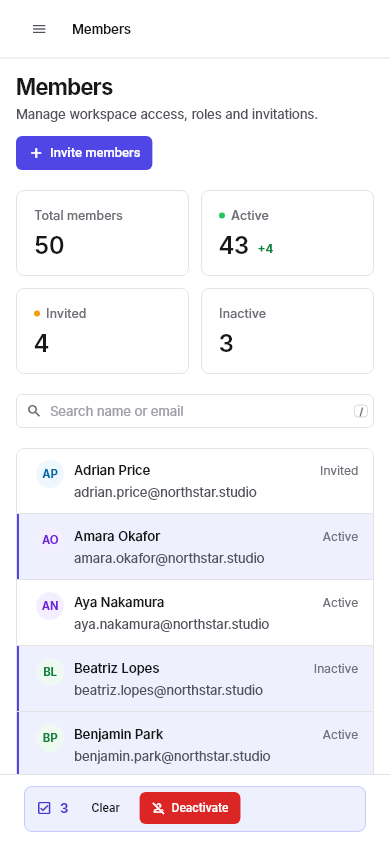 Members
Members
Manage workspace access, roles and invitations.
Invite members
Total members
50
Active
43 +4
Invited
4
Inactive
3
Search name or email /
AP Adrian Price Invited
adrian.price@northstar.studio
AO Amara Okafor Active
amara.okafor@northstar.studio
AN Aya Nakamura Active
aya.nakamura@northstar.studio
BL Beatriz Lopes Inactive
beatriz.lopes@northstar.studio
BP Benjamin Park Active
benjamin.park@northstar.studio
3 Clear Deactivate